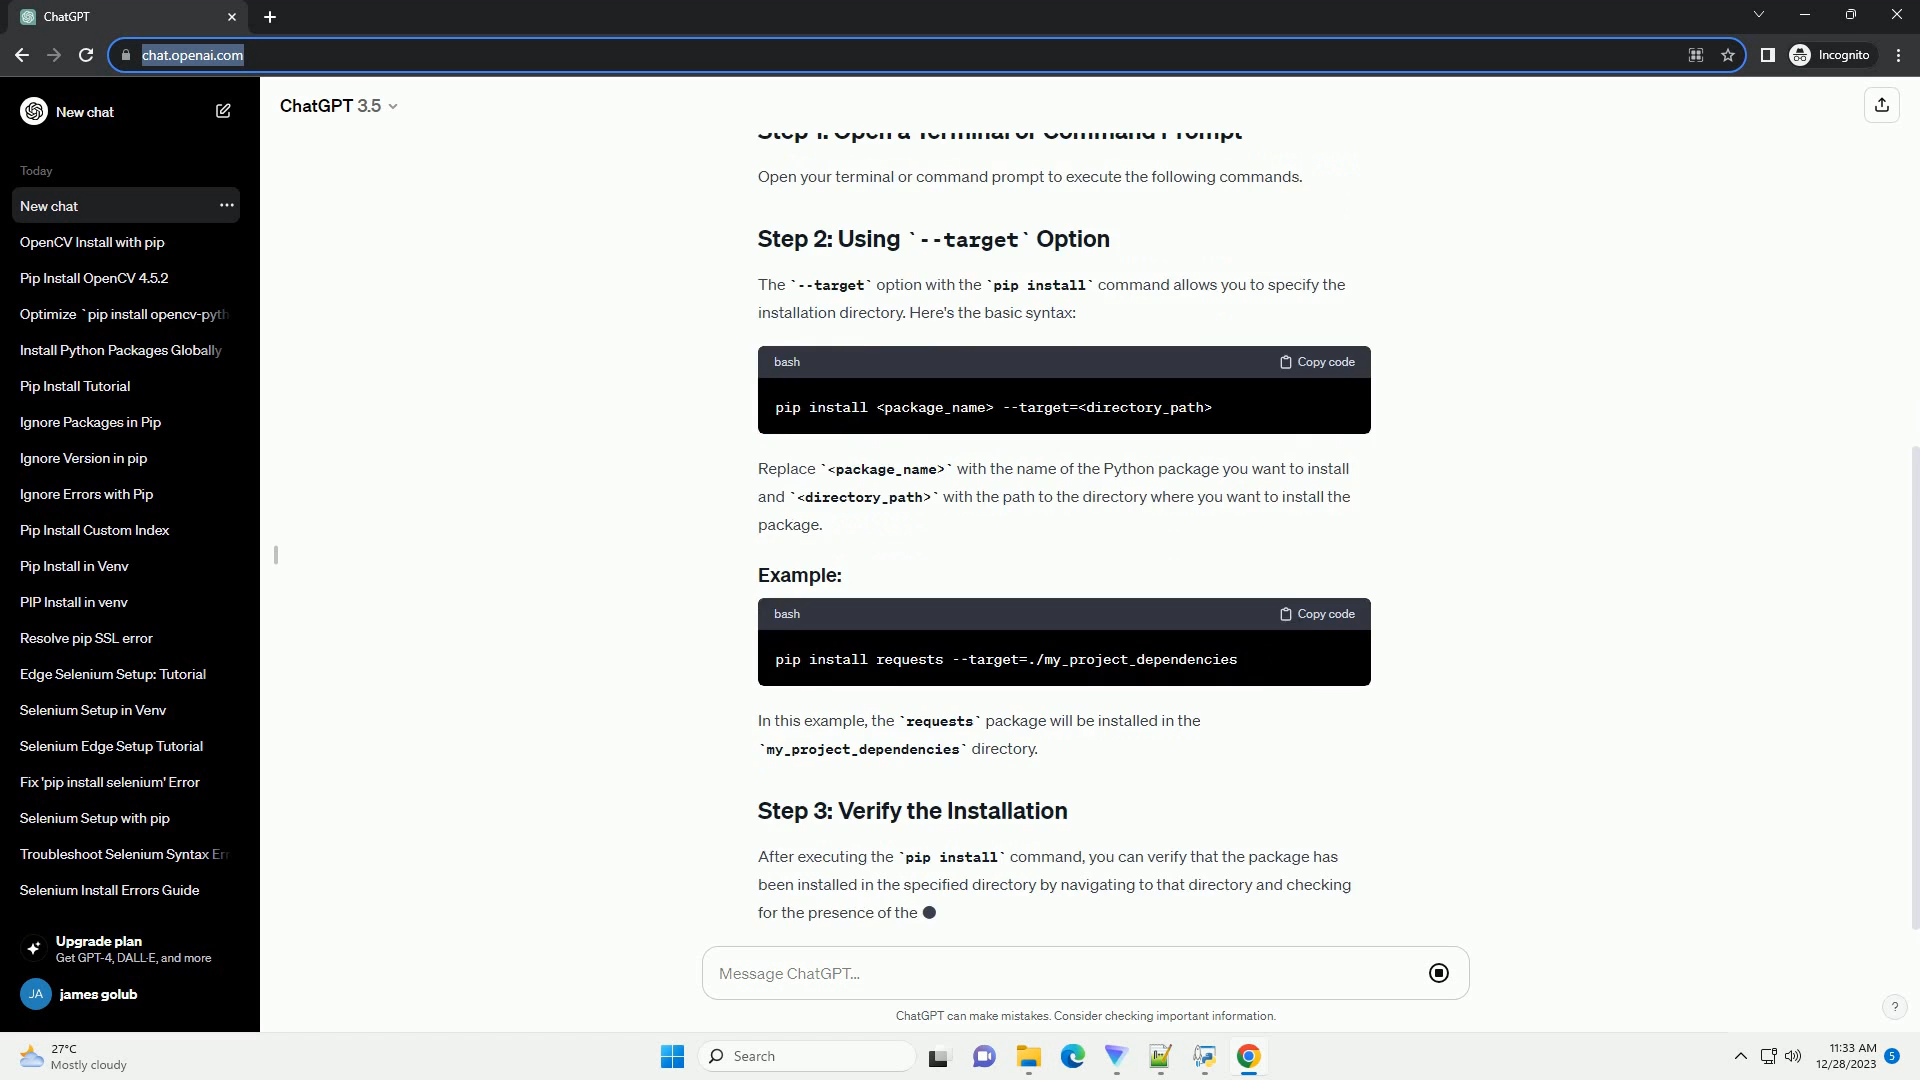 ChatGPT
chat.openai.com
Incognito
New chat
Today
New chat
OpenCV Install with pip
Pip Install OpenCV 4.5.2
Optimize `pip install opencv-pyth
Install Python Packages Globally
Pip Install Tutorial
Ignore Packages in Pip
Ignore Version in pip
Ignore Errors with Pip
Pip Install Custom Index
Pip Install in Venv
PIP Install in venv
Resolve pip SSL error
Edge Selenium Setup: Tutorial
Selenium Setup in Venv
Selenium Edge Setup Tutorial
Fix 'pip install selenium' Error
Selenium Setup with pip
Troubleshoot Selenium Syntax Err
Selenium Install Errors Guide
Upgrade plan
Get GPT-4, DALL·E, and more
JA
james golub
ChatGPT 3.5
Step 1: Open a Terminal or Command Prompt
Open your terminal or command prompt to execute the following commands.
Step 2: Using `--target` Option
The `--target` option with the `pip install` command allows you to specify the
installation directory. Here's the basic syntax:
bash
Copy code
pip install <package_name> --target=<directory_path>
Replace `<package_name>` with the name of the Python package you want to install
and `<directory_path>` with the path to the directory where you want to install the
package.
Example:
bash
Copy code
pip install requests --target=./my_project_dependencies
In this example, the `requests` package will be installed in the
`my_project_dependencies` directory.
Step 3: Verify the Installation
After executing the `pip install` command, you can verify that the package has
been installed in the specified directory by navigating to that directory and checking
for the presence of the
Message ChatGPT...
ChatGPT can make mistakes. Consider checking important information.
?
27°C
Mostly cloudy
Search
11:33 AM
12/28/2023
5